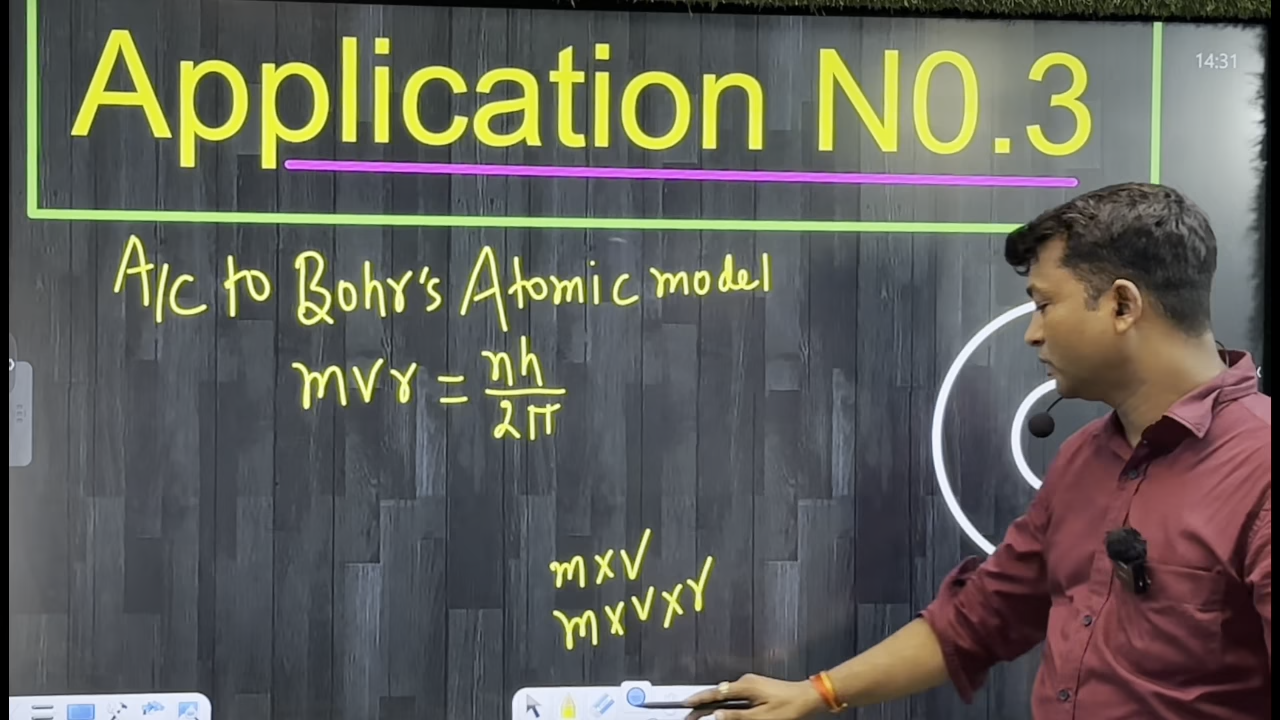 Application N0.3
14:31
A/C to Bohr's Atomic model
mvr = nh/2π
m×v
m×v×r